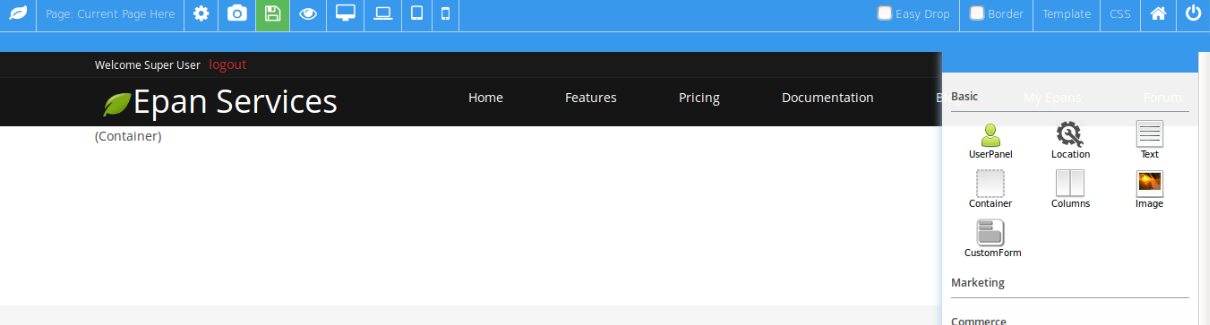 Page: Current Page Here
Easy Drop Border Template CSS
Welcome Super User logout
Epan Services
Home Features Pricing Documentation My Epans Forum
(Container)
Basic
UserPanel Location Text
Container Columns Image
CustomForm
Marketing
Commerce